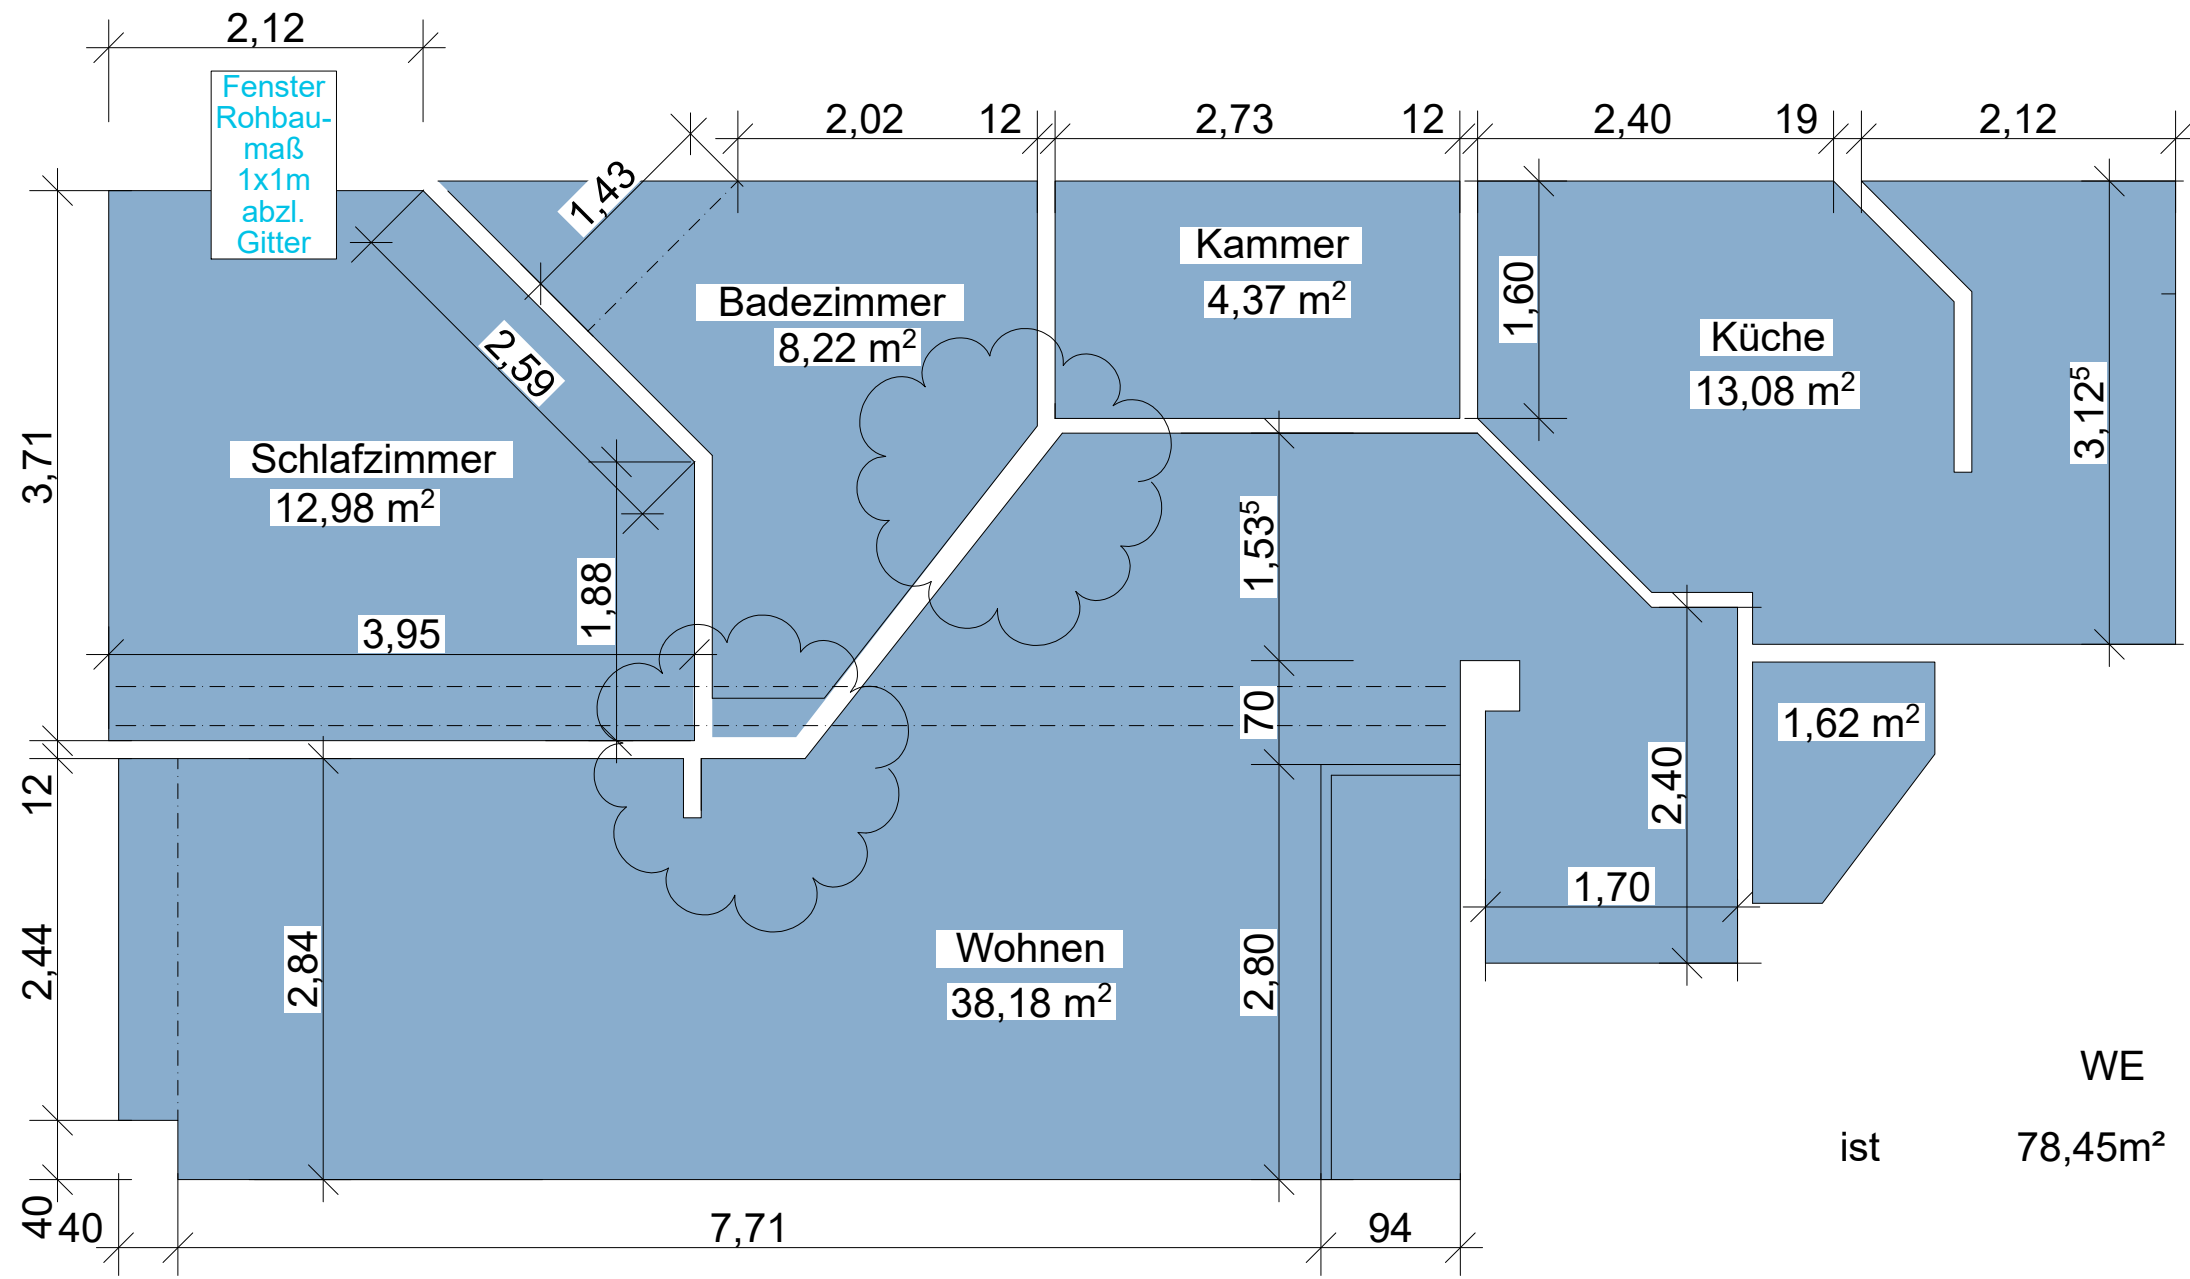 2,12
Fenster
Rohbau-
maß
1x1m
abzl.
Gitter
2,02
12
2,73
12
2,40
19
2,12
1,43
Kammer
4,37 m²
Badezimmer
8,22 m²
1,60
Küche
13,08 m²
2,59
3,12⁵
3,71
Schlafzimmer
12,98 m²
1,53⁵
1,88
3,95
70
1,62 m²
12
2,40
1,70
2,44
2,84
Wohnen
38,18 m²
2,80
WE
ist 78,45m²
40
40
7,71
94